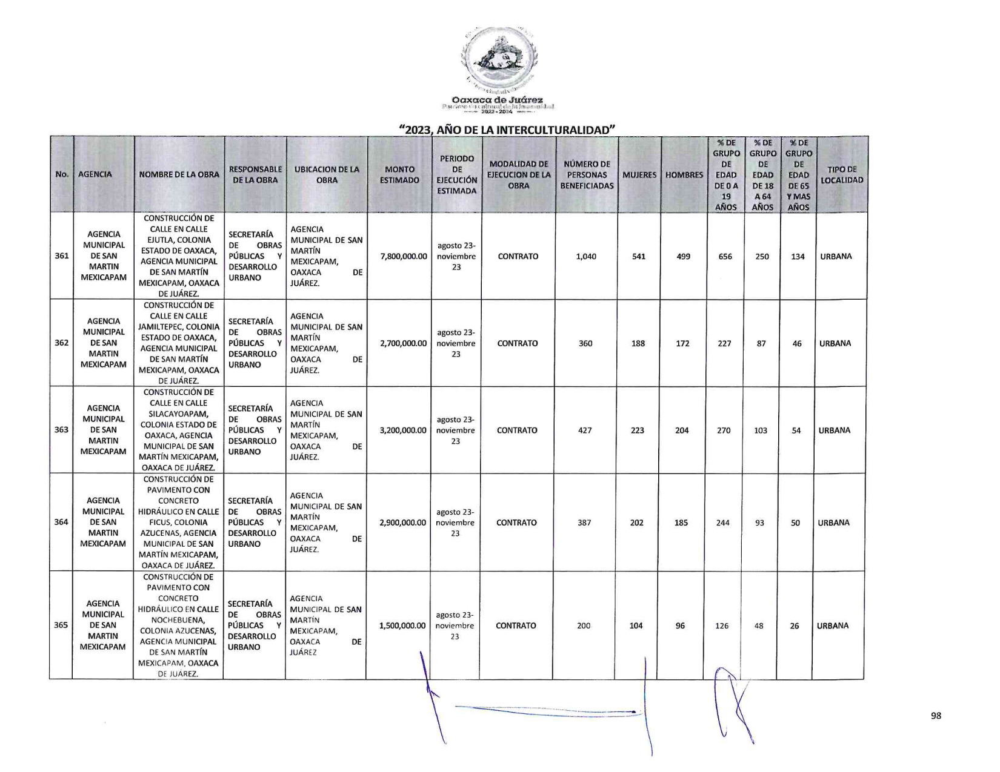 Oaxaca de Juárez
2022 - 2024
“2023, AÑO DE LA INTERCULTURALIDAD”
No.
AGENCIA
NOMBRE DE LA OBRA
RESPONSABLE
DE LA OBRA
UBICACION DE LA
OBRA
MONTO
ESTIMADO
PERIODO
DE
EJECUCIÓN
ESTIMADA
MODALIDAD DE
EJECUCION DE LA
OBRA
NÚMERO DE
PERSONAS
BENEFICIADAS
MUJERES
HOMBRES
% DE
GRUPO
DE
EDAD
DE 0 A
19
AÑOS
% DE
GRUPO
DE
EDAD
DE 18
A 64
AÑOS
% DE
GRUPO
DE
EDAD
DE 65
Y MAS
AÑOS
TIPO DE
LOCALIDAD
361
AGENCIA
MUNICIPAL
DE SAN
MARTIN
MEXICAPAM
CONSTRUCCIÓN DE
CALLE EN CALLE
EJUTLA, COLONIA
ESTADO DE OAXACA,
AGENCIA MUNICIPAL
DE SAN MARTÍN
MEXICAPAM, OAXACA
DE JUÁREZ.
SECRETARÍA
DE OBRAS
PÚBLICAS Y
DESARROLLO
URBANO
AGENCIA
MUNICIPAL DE SAN
MARTÍN
MEXICAPAM,
OAXACA DE
JUÁREZ.
7,800,000.00
agosto 23-
noviembre
23
CONTRATO
1,040
541
499
656
250
134
URBANA
362
AGENCIA
MUNICIPAL
DE SAN
MARTIN
MEXICAPAM
CONSTRUCCIÓN DE
CALLE EN CALLE
JAMILTEPEC, COLONIA
ESTADO DE OAXACA,
AGENCIA MUNICIPAL
DE SAN MARTÍN
MEXICAPAM, OAXACA
DE JUÁREZ.
SECRETARÍA
DE OBRAS
PÚBLICAS Y
DESARROLLO
URBANO
AGENCIA
MUNICIPAL DE SAN
MARTÍN
MEXICAPAM,
OAXACA DE
JUÁREZ.
2,700,000.00
agosto 23-
noviembre
23
CONTRATO
360
188
172
227
87
46
URBANA
363
AGENCIA
MUNICIPAL
DE SAN
MARTIN
MEXICAPAM
CONSTRUCCIÓN DE
CALLE EN CALLE
SILACAYOAPAM,
COLONIA ESTADO DE
OAXACA, AGENCIA
MUNICIPAL DE SAN
MARTÍN MEXICAPAM,
OAXACA DE JUÁREZ.
SECRETARÍA
DE OBRAS
PÚBLICAS Y
DESARROLLO
URBANO
AGENCIA
MUNICIPAL DE SAN
MARTÍN
MEXICAPAM,
OAXACA DE
JUÁREZ.
3,200,000.00
agosto 23-
noviembre
23
CONTRATO
427
223
204
270
103
54
URBANA
364
AGENCIA
MUNICIPAL
DE SAN
MARTIN
MEXICAPAM
CONSTRUCCIÓN DE
PAVIMENTO CON
CONCRETO
HIDRÁULICO EN CALLE
FICUS, COLONIA
AZUCENAS, AGENCIA
MUNICIPAL DE SAN
MARTÍN MEXICAPAM,
OAXACA DE JUÁREZ.
SECRETARÍA
DE OBRAS
PÚBLICAS Y
DESARROLLO
URBANO
AGENCIA
MUNICIPAL DE SAN
MARTÍN
MEXICAPAM,
OAXACA DE
JUÁREZ.
2,900,000.00
agosto 23-
noviembre
23
CONTRATO
387
202
185
244
93
50
URBANA
365
AGENCIA
MUNICIPAL
DE SAN
MARTIN
MEXICAPAM
CONSTRUCCIÓN DE
PAVIMENTO CON
CONCRETO
HIDRÁULICO EN CALLE
NOCHEBUENA,
COLONIA AZUCENAS,
AGENCIA MUNICIPAL
DE SAN MARTÍN
MEXICAPAM, OAXACA
DE JUÁREZ.
SECRETARÍA
DE OBRAS
PÚBLICAS Y
DESARROLLO
URBANO
AGENCIA
MUNICIPAL DE SAN
MARTÍN
MEXICAPAM,
OAXACA DE
JUÁREZ
1,500,000.00
agosto 23-
noviembre
23
CONTRATO
200
104
96
126
48
26
URBANA
98